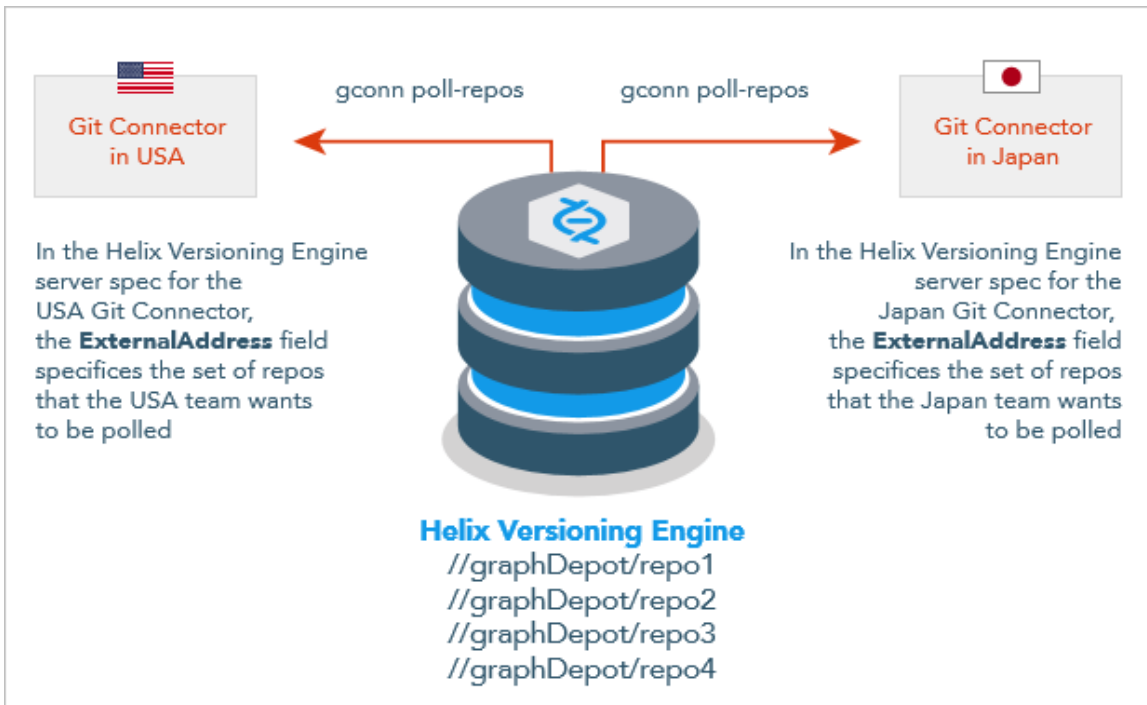 gconn poll-repos
gconn poll-repos
Git Connector
in USA
Git Connector
in Japan
In the Helix Versioning Engine
server spec for the
USA Git Connector,
the ExternalAddress field
specifices the set of repos
that the USA team wants
to be polled
In the Helix Versioning Engine
server spec for the
Japan Git Connector,
the ExternalAddress field
specifices the set of repos
that the Japan team wants
to be polled
Helix Versioning Engine
//graphDepot/repo1
//graphDepot/repo2
//graphDepot/repo3
//graphDepot/repo4